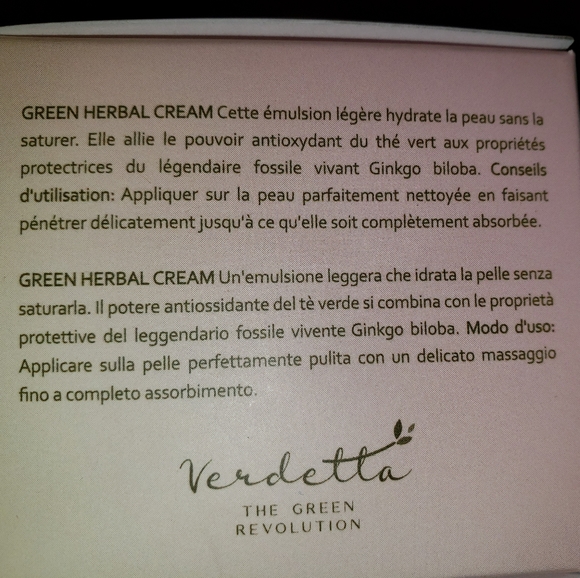 GREEN HERBAL CREAM Cette émulsion légère hydrate la peau sans la
saturer. Elle allie le pouvoir antioxydant du thé vert aux propriétés
protectrices du légendaire fossile vivant Ginkgo biloba. Conseils
d'utilisation: Appliquer sur la peau parfaitement nettoyée en faisant
pénétrer délicatement jusqu'à ce qu'elle soit complètement absorbée.
GREEN HERBAL CREAM Un'emulsione leggera che idrata la pelle senza
saturarla. Il potere antiossidante del tè verde si combina con le proprietà
protettive del leggendario fossile vivente Ginkgo biloba. Modo d'uso:
Applicare sulla pelle perfettamente pulita con un delicato massaggio
fino a completo assorbimento.
Verdetta
THE GREEN
REVOLUTION